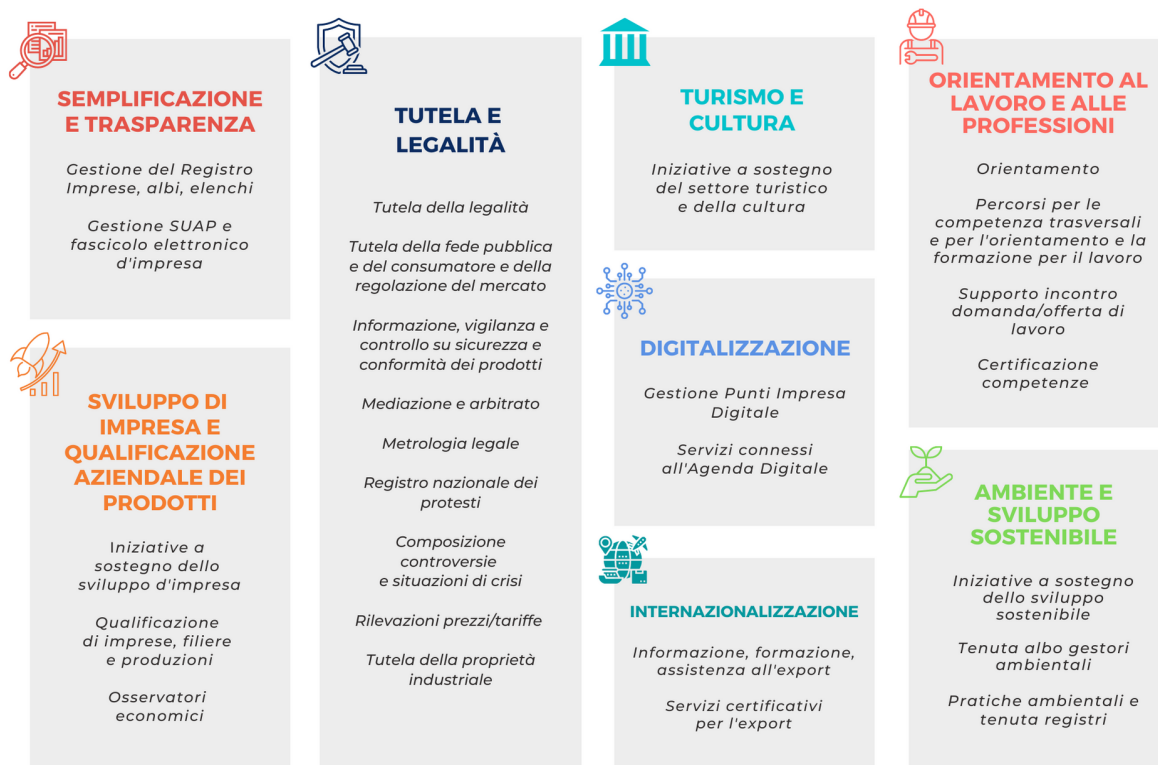 SEMPLIFICAZIONE
E TRASPARENZA
Gestione del Registro
Imprese, albi, elenchi
Gestione SUAP e
fascicolo elettronico
d'impresa
SVILUPPO DI
IMPRESA E
QUALIFICAZIONE
AZIENDALE DEI
PRODOTTI
Iniziative a
sostegno dello
sviluppo d'impresa
Qualificazione
di imprese, filiere
e produzioni
Osservatori
economici
TUTELA E
LEGALITÀ
Tutela della legalità
Tutela della fede pubblica
e del consumatore e della
regolazione del mercato
Informazione, vigilanza e
controllo su sicurezza e
conformità dei prodotti
Mediazione e arbitrato
Metrologia legale
Registro nazionale dei
protesti
Composizione
controversie
e situazioni di crisi
Rilevazioni prezzi/tariffe
Tutela della proprietà
industriale
TURISMO E
CULTURA
Iniziative a sostegno
del settore turistico
e della cultura
DIGITALIZZAZIONE
Gestione Punti Impresa
Digitale
Servizi connessi
all'Agenda Digitale
INTERNAZIONALIZZAZIONE
Informazione, formazione,
assistenza all'export
Servizi certificativi
per l'export
ORIENTAMENTO AL
LAVORO E ALLE
PROFESSIONI
Orientamento
Percorsi per le
competenza trasversali
e per l'orientamento e la
formazione per il lavoro
Supporto incontro
domanda/offerta di
lavoro
Certificazione
competenze
AMBIENTE E
SVILUPPO
SOSTENIBILE
Iniziative a sostegno
dello sviluppo
sostenibile
Tenuta albo gestori
ambientali
Pratiche ambientali e
tenuta registri